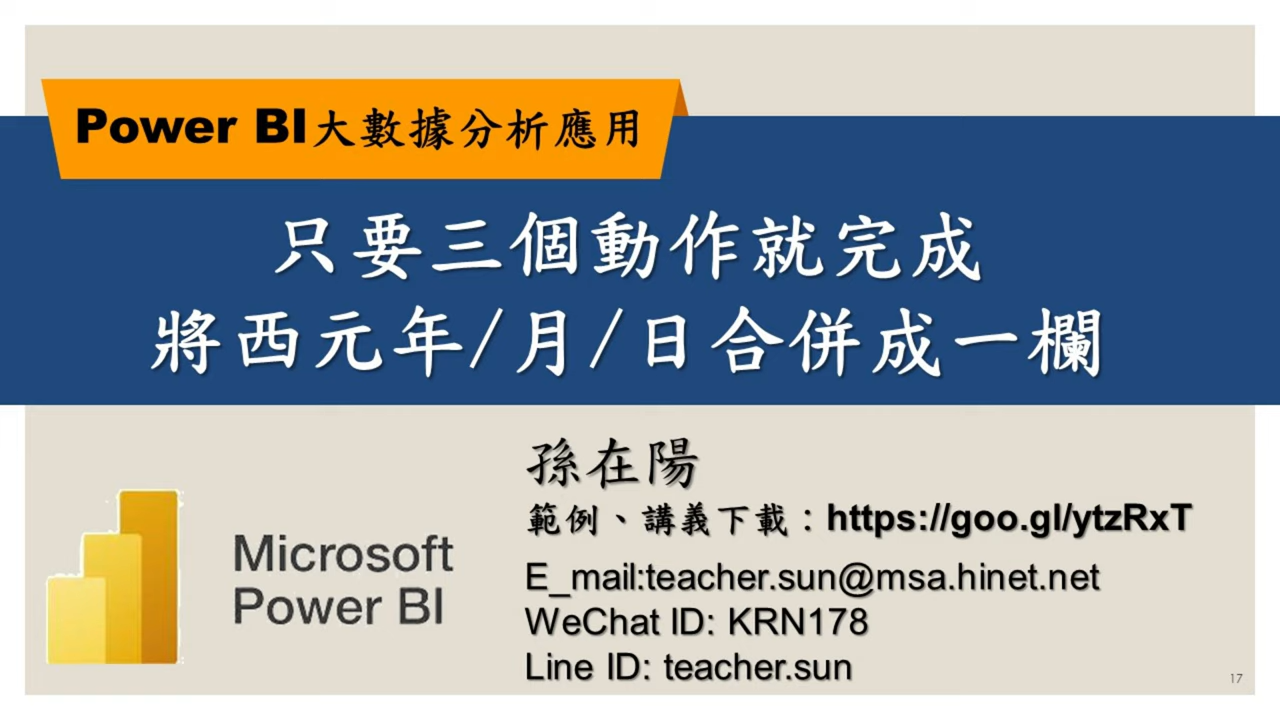 Power BI大數據分析應用
只要三個動作就完成
將西元年/月/日合併成一欄
孫在陽
範例、講義下載：https://goo.gl/ytzRxT
Microsoft
Power BI
E_mail:teacher.sun@msa.hinet.net
WeChat ID: KRN178
Line ID: teacher.sun
17